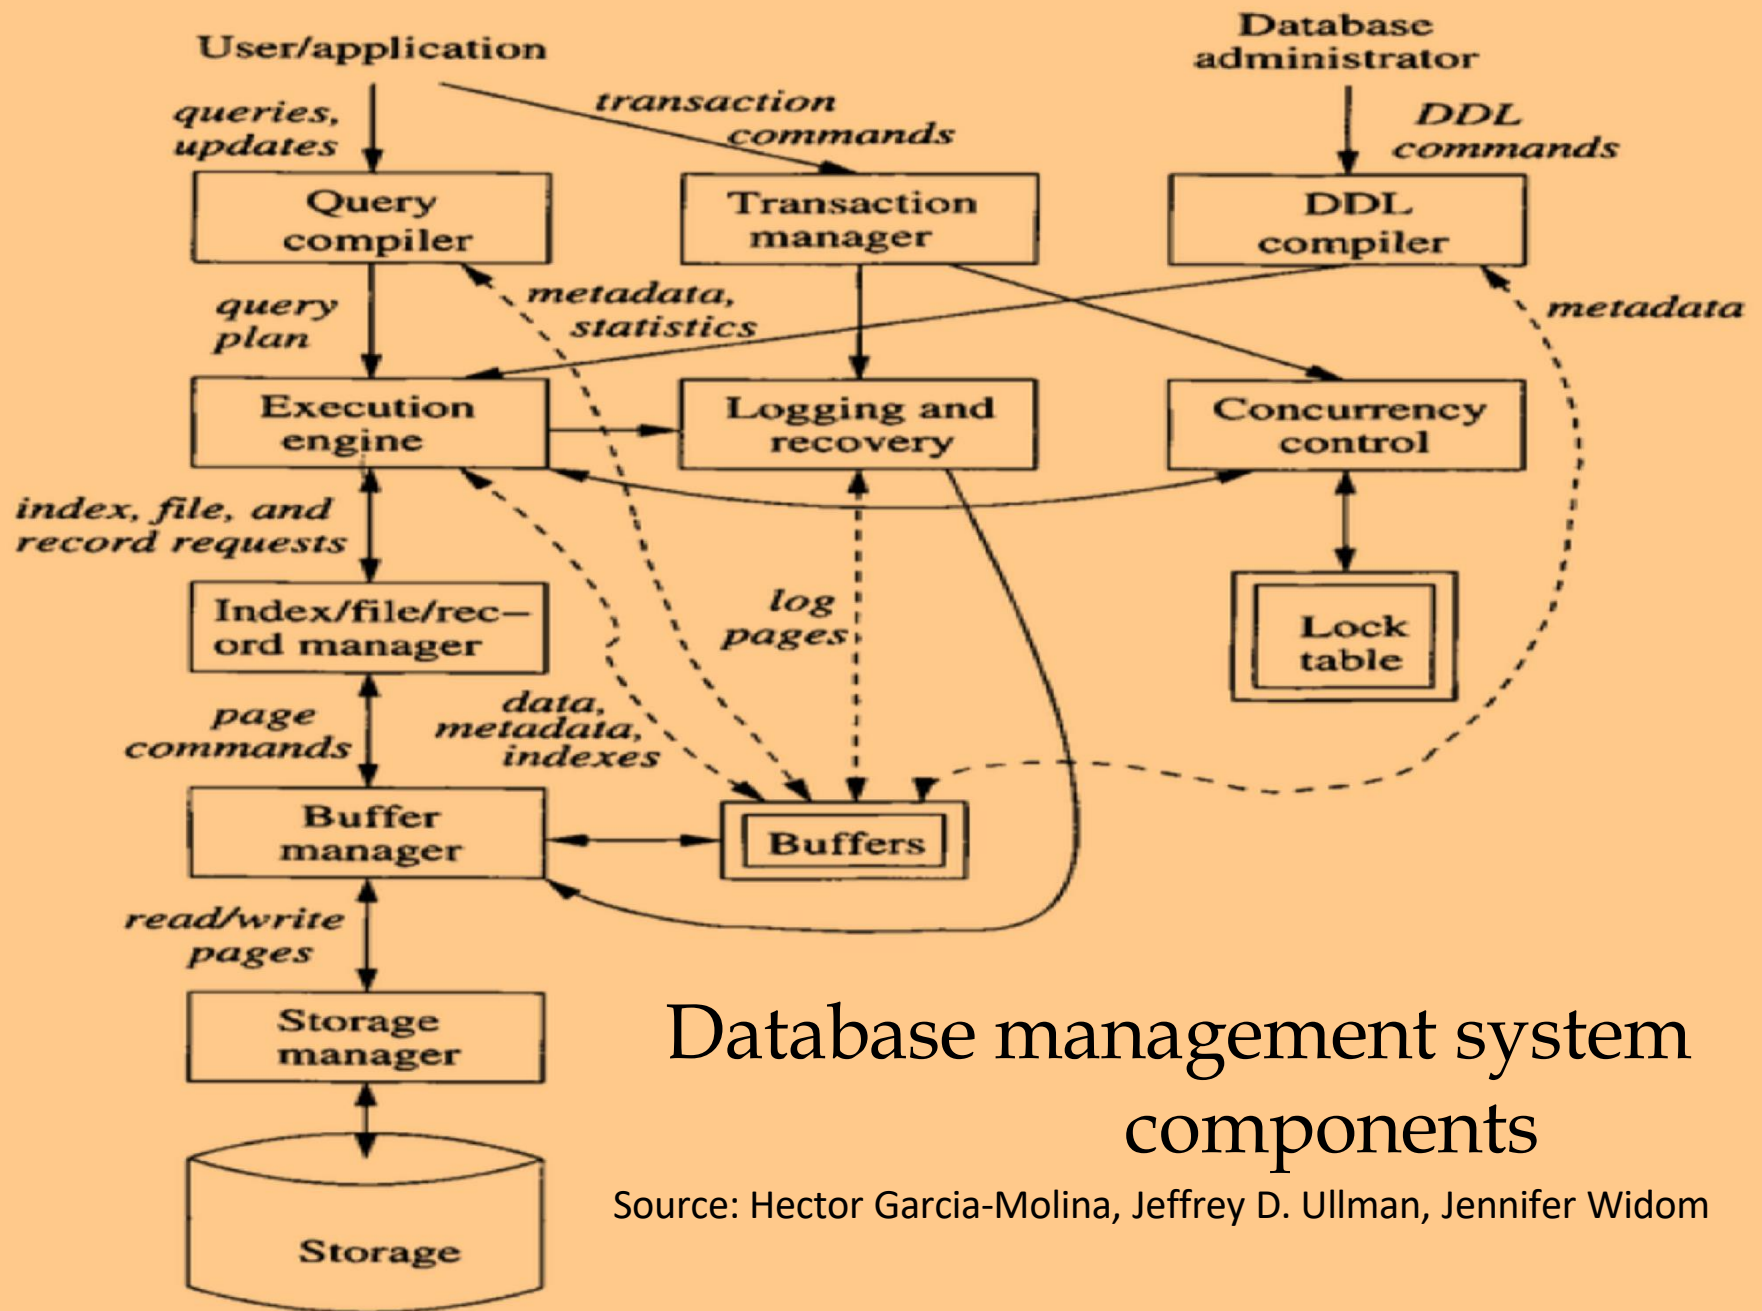 User/application
Database
administrator
queries,
updates
transaction
commands
DDL
commands
Query
compiler
Transaction
manager
DDL
compiler
query
plan
metadata,
statistics
metadata
Execution
engine
Logging and
recovery
Concurrency
control
index, file, and
record requests
Index/file/rec–
ord manager
log
pages
Lock
table
page
commands
data,
metadata,
indexes
Buffer
manager
Buffers
read/write
pages
Storage
manager
Storage
Database management system
components
Source: Hector Garcia-Molina, Jeffrey D. Ullman, Jennifer Widom